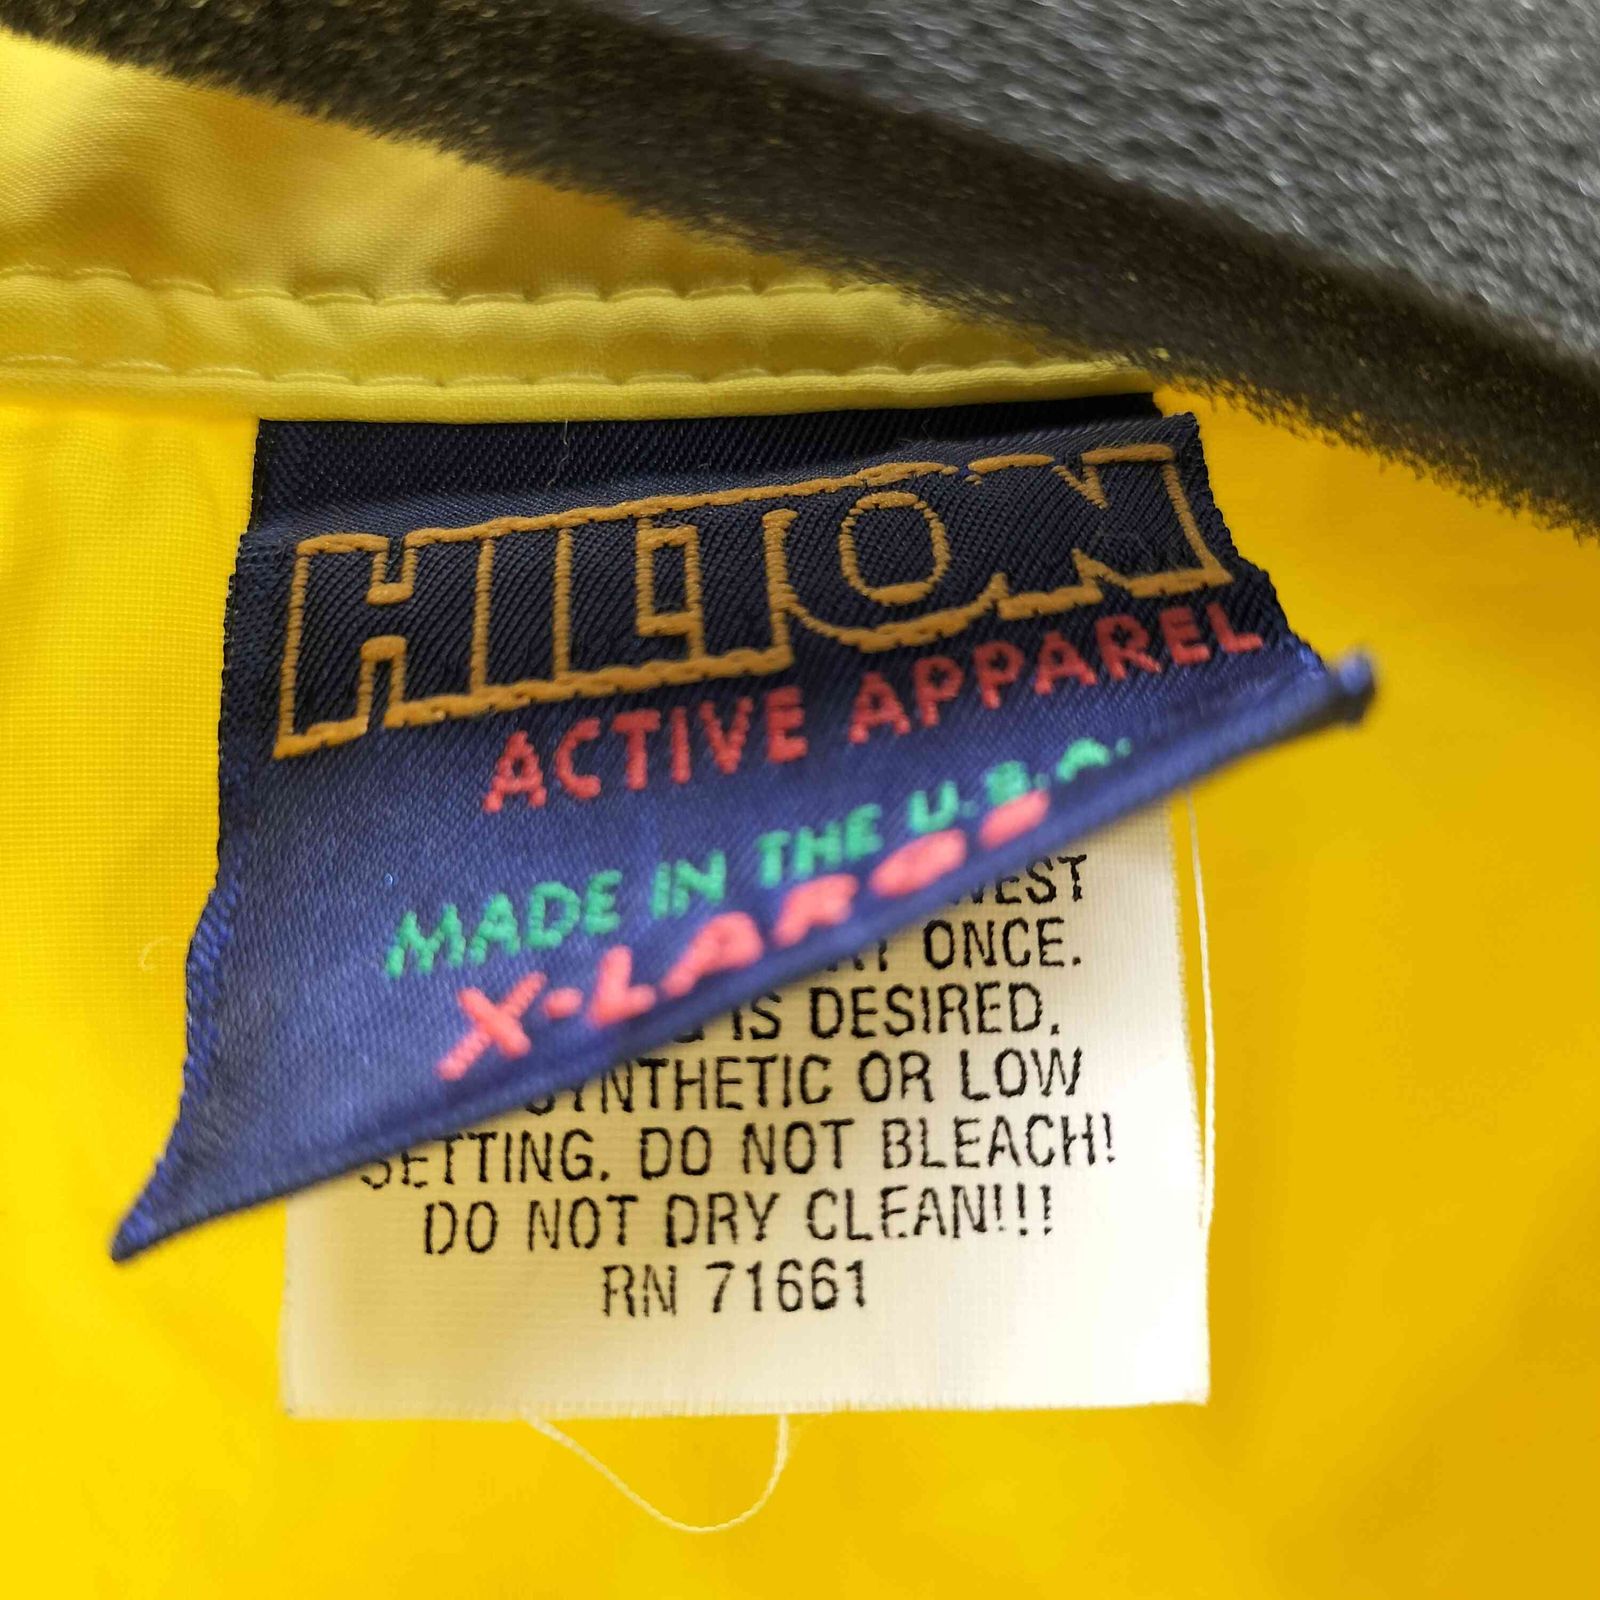 HILTON
ACTIVE APPAREL
MADE IN THE U.S.A.
X-LARGE
ONCE.
IS DESIRED.
SYNTHETIC OR LOW
SETTING. DO NOT BLEACH!
DO NOT DRY CLEAN!!!
RN 71661